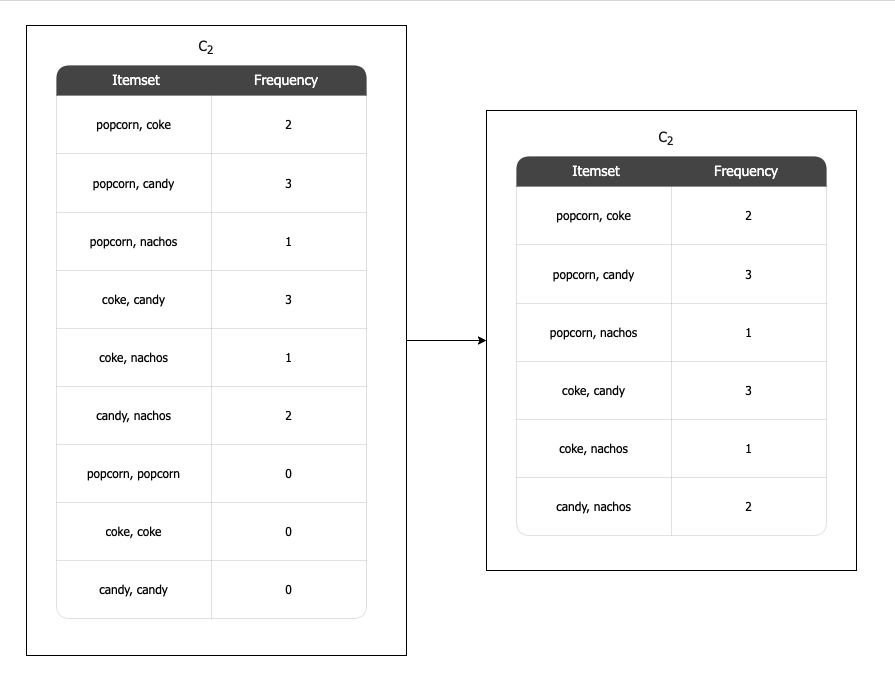 C2
Itemset Frequency
popcorn, coke 2
popcorn, candy 3
popcorn, nachos 1
coke, candy 3
coke, nachos 1
candy, nachos 2
popcorn, popcorn 0
coke, coke 0
candy, candy 0
C2
Itemset Frequency
popcorn, coke 2
popcorn, candy 3
popcorn, nachos 1
coke, candy 3
coke, nachos 1
candy, nachos 2